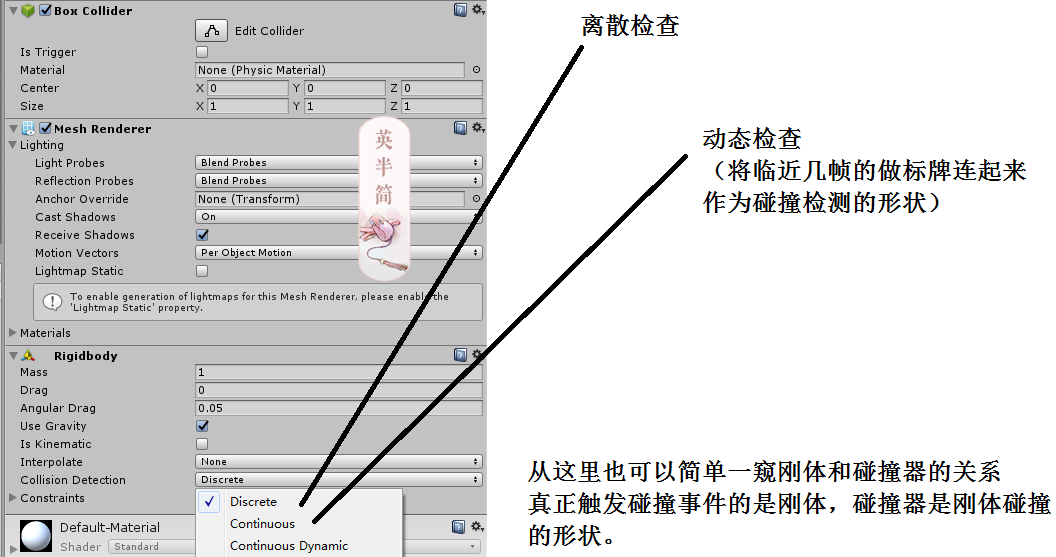 Box Collider
Edit Collider
Is Trigger
Material None (Physic Material)
Center X 0 Y 0 Z 0
Size X 1 Y 1 Z 1
Mesh Renderer
Lighting
Light Probes Blend Probes
Reflection Probes Blend Probes
Anchor Override None (Transform)
Cast Shadows On
Receive Shadows
Motion Vectors Per Object Motion
Lightmap Static
To enable generation of lightmaps for this Mesh Renderer, please enable the
'Lightmap Static' property.
Materials
Rigidbody
Mass 1
Drag 0
Angular Drag 0.05
Use Gravity
Is Kinematic
Interpolate None
Collision Detection Discrete
Constraints
Discrete
Continuous
Continuous Dynamic
Default-Material
Shader Standard
英半简
离散检查
动态检查
（将临近几帧的做标牌连起来
作为碰撞检测的形状）
从这里也可以简单一窥刚体和碰撞器的关系
真正触发碰撞事件的是刚体，碰撞器是刚体碰撞
的形状。